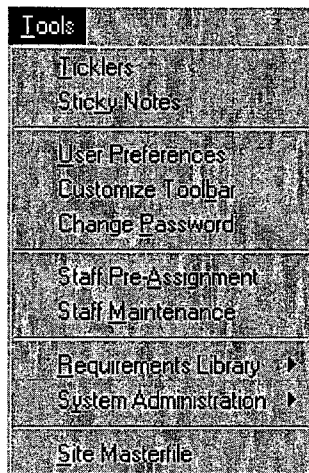 Tools
Ticklers
Sticky Notes
User Preferences
Customize Toolbar
Change Password
Staff Pre-Assignment
Staff Maintenance
Requirements Library
System Administration
Site Masterfile